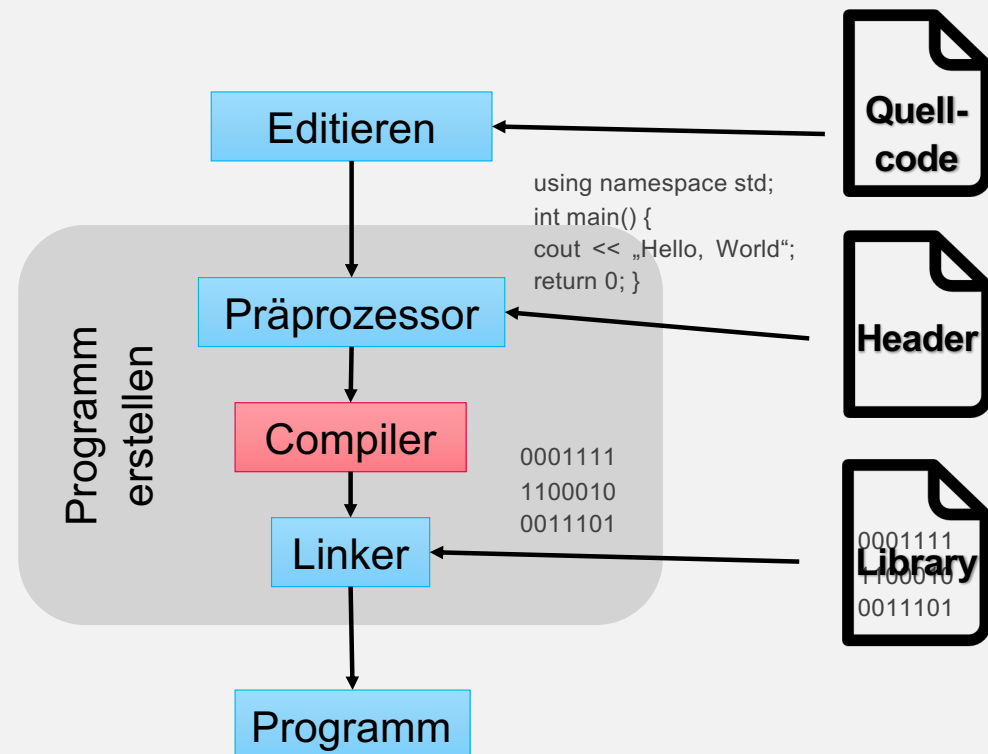 Quell-
code
Editieren
using namespace std;
int main() {
cout << „Hello, World“;
return 0; }
Präprozessor
Header
Programm
erstellen
Compiler
0001111
1100010
0011101
Linker
0001111
Library
1100010
0011101
Programm